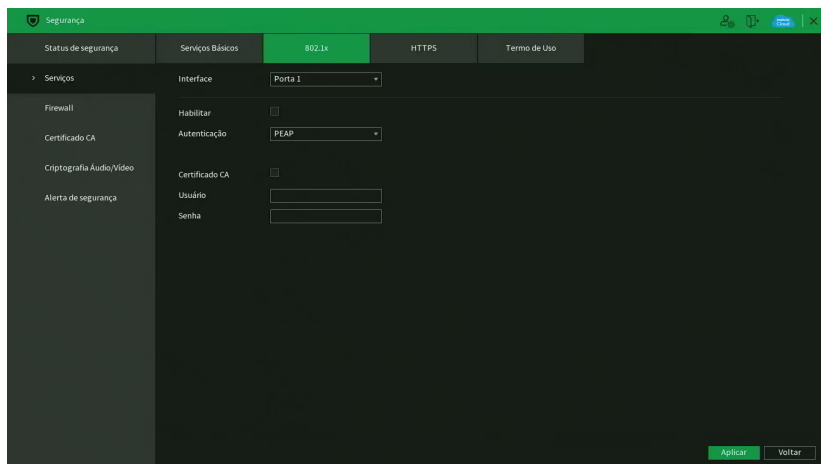 Segurança
Cloud
Status de segurança
Serviços Básicos
802.1x
HTTPS
Termo de Uso
> Serviços
Firewall
Certificado CA
Criptografia Áudio/Vídeo
Alerta de segurança
Interface
Porta 1
Habilitar
Autenticação
PEAP
Certificado CA
Usuário
Senha
Aplicar
Voltar